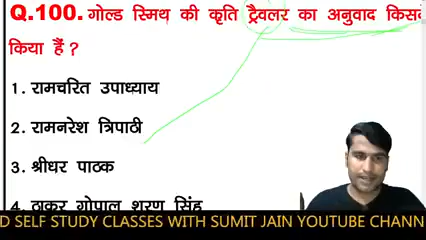 Q.100. गोल्ड स्मिथ की कृति ट्रैवलर का अनुवाद
किया हैं ?
1. रामचरित उपाध्याय
2. रामनरेश त्रिपाठी
3. श्रीधर पाठक
4. ठाकुर गोपाल शरण सिंह
D SELF STUDY CLASSES WITH SUMIT JAIN YOUTUBE CHANN